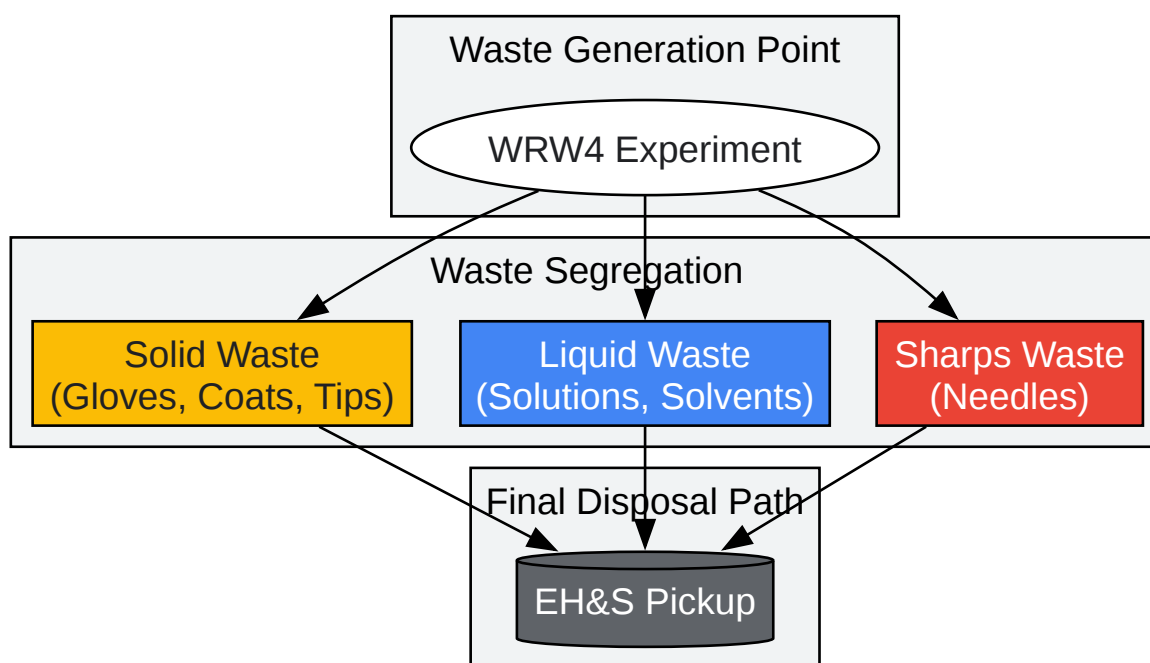 Waste Generation Point
WRW4 Experiment
Waste Segregation
Solid Waste
(Gloves, Coats, Tips)
Liquid Waste
(Solutions, Solvents)
Sharps Waste
(Needles)
Final Disposal Path
EH&S Pickup